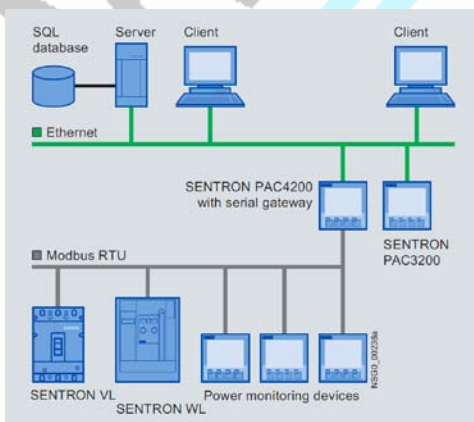 SQL
database
Server
Client
Client
Ethernet
SENTRON PAC4200
with serial gateway
SENTRON
PAC3200
Modbus RTU
SENTRON VL
SENTRON WL
Power monitoring devices
NSG0_00238a